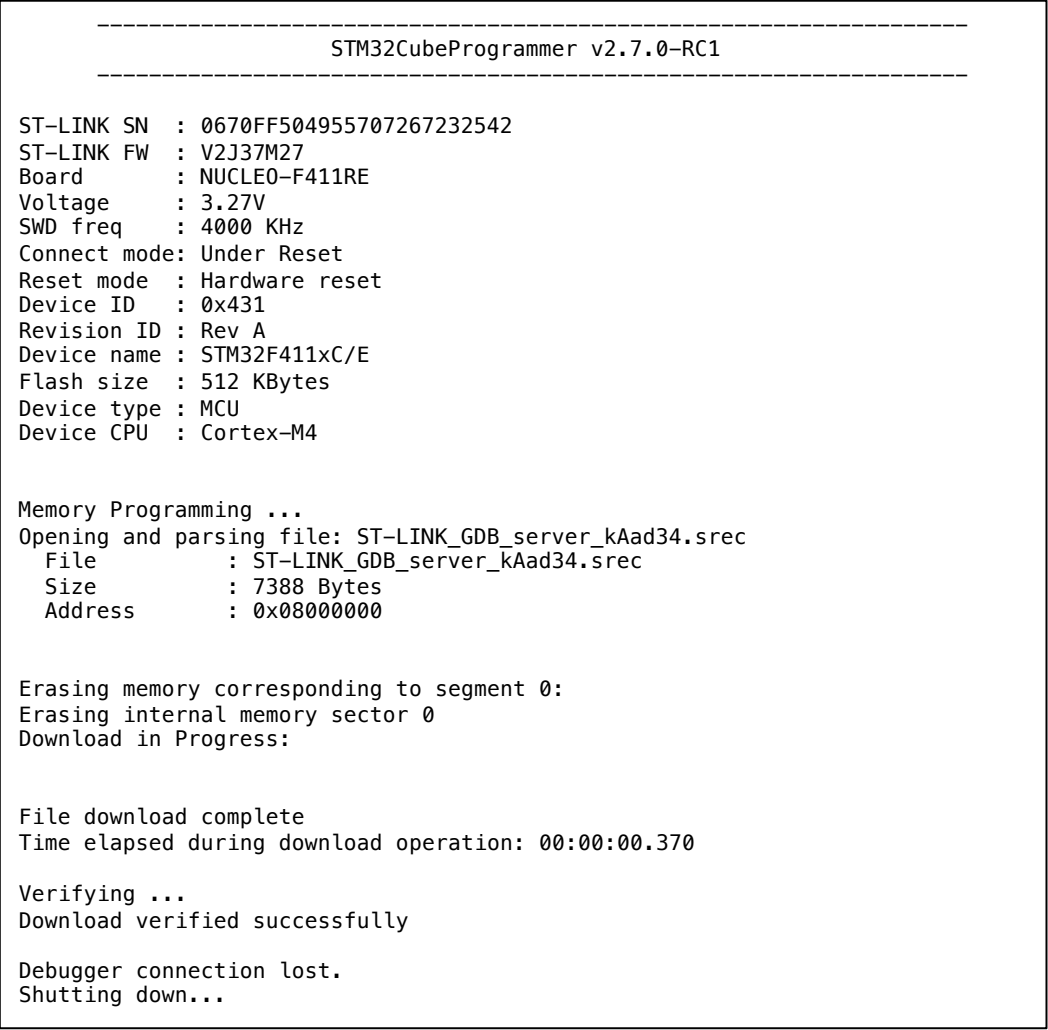 -------------------------------------------------------------------
STM32CubeProgrammer v2.7.0-RC1
-------------------------------------------------------------------
ST-LINK SN  : 0670FF504955707267232542
ST-LINK FW  : V2J37M27
Board       : NUCLEO-F411RE
Voltage     : 3.27V
SWD freq    : 4000 KHz
Connect mode: Under Reset
Reset mode  : Hardware reset
Device ID   : 0x431
Revision ID : Rev A
Device name : STM32F411xC/E
Flash size  : 512 KBytes
Device type : MCU
Device CPU  : Cortex-M4
Memory Programming ...
Opening and parsing file: ST-LINK_GDB_server_kAad34.srec
  File          : ST-LINK_GDB_server_kAad34.srec
  Size          : 7388 Bytes
  Address       : 0x08000000
Erasing memory corresponding to segment 0:
Erasing internal memory sector 0
Download in Progress:
File download complete
Time elapsed during download operation: 00:00:00.370
Verifying ...
Download verified successfully
Debugger connection lost.
Shutting down...